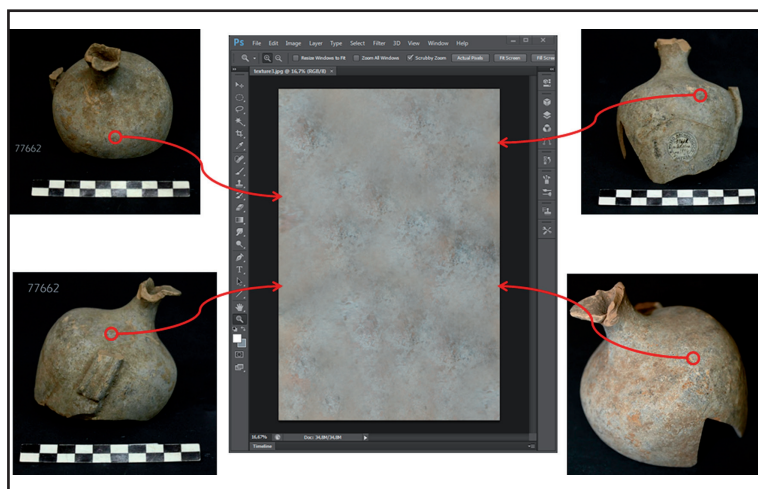 77662
77662
Ps File Edit Image Layer Type Select Filter 3D View Window Help
Resize Windows to Fit Zoom All Windows Scrubby Zoom Actual Pixels Fit Screen Fill Scre
texture1.jpg @ 16,7% (RGB/8) ×
16,67% Doc: 34,8M/34,8M
Timeline